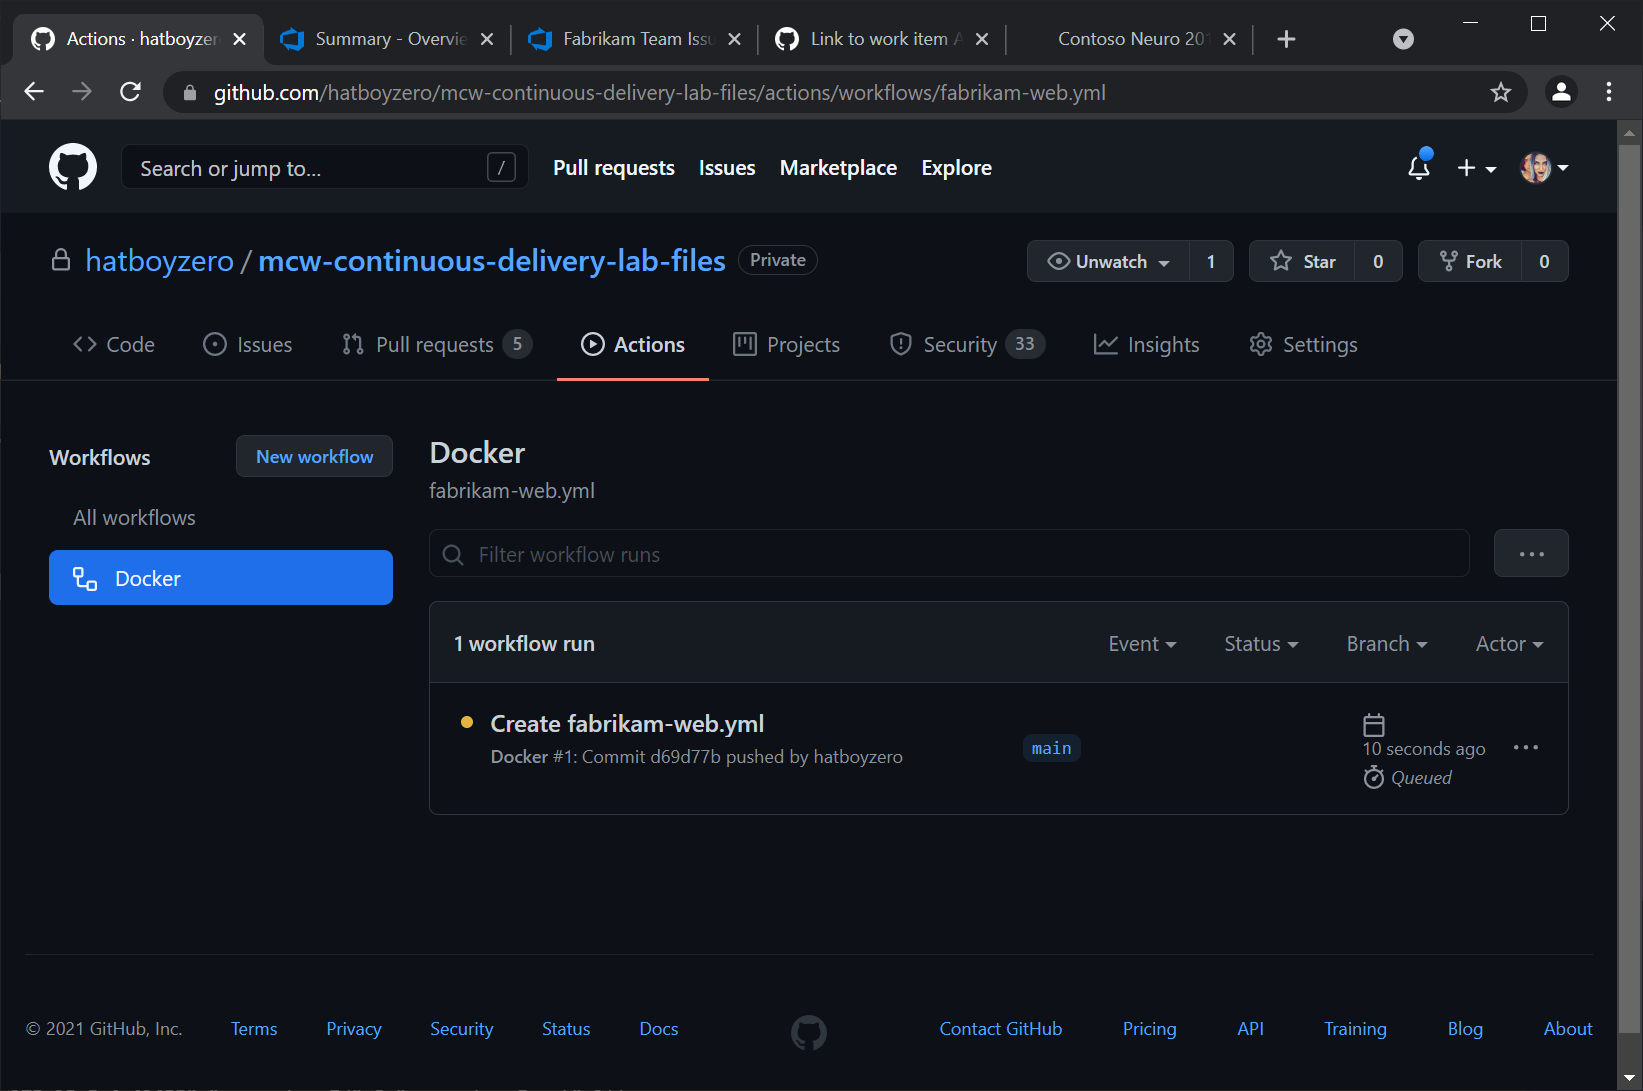 Actions · hatboyzer
Summary - Overvie
Fabrikam Team Issu
Link to work item A
Contoso Neuro 201
github.com/hatboyzero/mcw-continuous-delivery-lab-files/actions/workflows/fabrikam-web.yml
Search or jump to... / Pull requests Issues Marketplace Explore
hatboyzero / mcw-continuous-delivery-lab-files Private Unwatch 1 Star 0 Fork 0
Code Issues Pull requests 5 Actions Projects Security 33 Insights Settings
Workflows
New workflow
All workflows
Docker
Docker
fabrikam-web.yml
Filter workflow runs
1 workflow run Event Status Branch Actor
Create fabrikam-web.yml
Docker #1: Commit d69d77b pushed by hatboyzero
main
10 seconds ago
Queued
© 2021 GitHub, Inc. Terms Privacy Security Status Docs Contact GitHub Pricing API Training Blog About